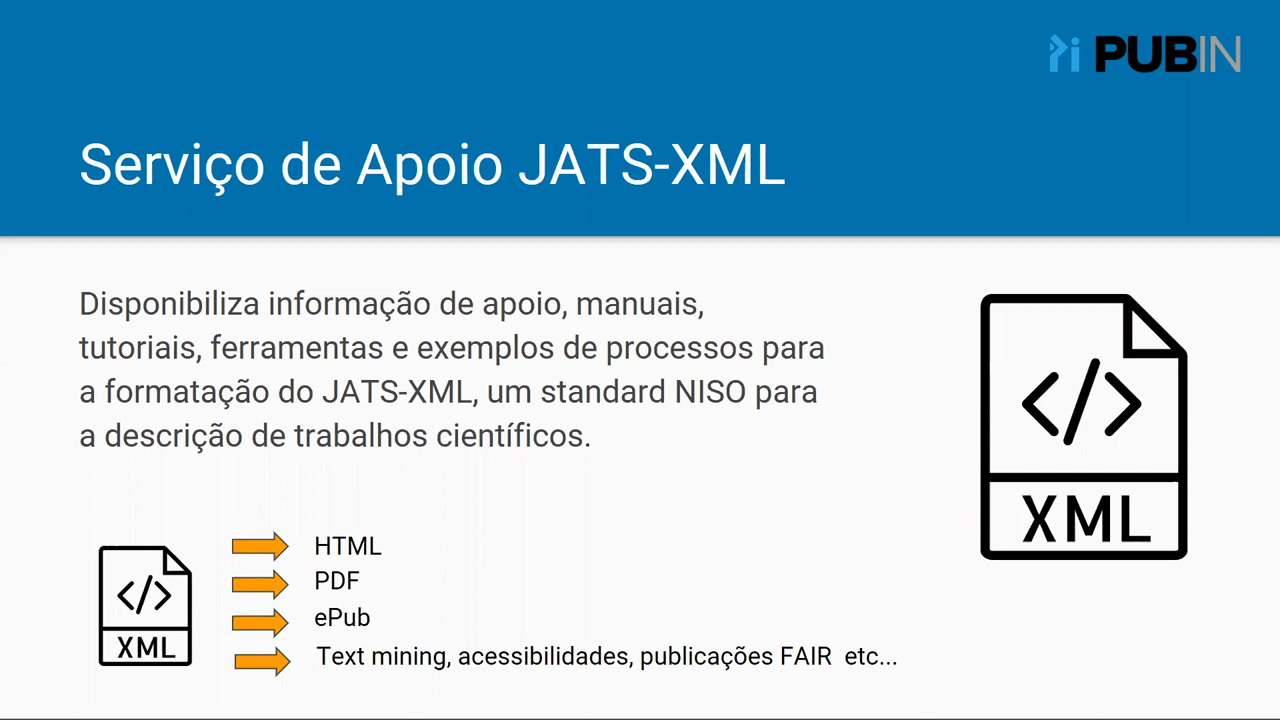 PUBIN
Serviço de Apoio JATS-XML
Disponibiliza informação de apoio, manuais,
tutoriais, ferramentas e exemplos de processos para
a formatação do JATS-XML, um standard NISO para
a descrição de trabalhos científicos.
</>
XML
</>
XML
HTML
PDF
ePub
Text mining, acessibilidades, publicações FAIR  etc...